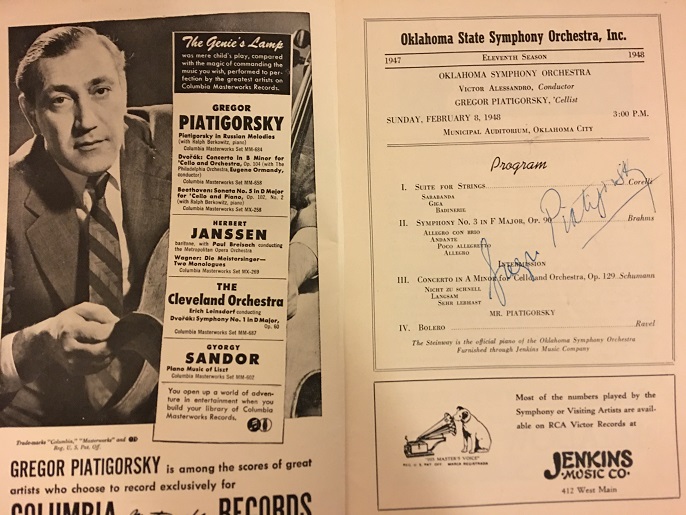 The Genie's Lamp
was mere child's play, compared
with the magic of commanding the
music you wish, performed to per-
fection by the greatest artists on
Columbia Masterworks Records.
GREGOR
PIATIGORSKY
Piatigorsky in Russian Melodies
(with Ralph Berkowitz, piano)
Columbia Masterworks Set MM-684
Dvořák: Concerto in B Minor for
'Cello and Orchestra, Op. 104 (with The
Philadelphia Orchestra, Eugene Ormandy,
conductor)
Columbia Masterworks Set MM-658
Beethoven: Sonata No. 5 in D Major
for 'Cello and Piano, Op. 102, No. 2
(with Ralph Berkowitz, piano)
Columbia Masterworks Set MX-258
HERBERT
JANSSEN
baritone, with Paul Breisach conducting
the Metropolitan Opera Orchestra
Wagner: Die Meistersinger—
Two Monologues
Columbia Masterworks Set MX-269
THE
Cleveland Orchestra
Erich Leinsdorf conducting
Dvořák: Symphony No. 1 in D Major,
Op. 60
Columbia Masterworks Set MM-687
GYORGY
SANDOR
Piano Music of Liszt
Columbia Masterworks Set MM-602
You open up a world of adven-
ture in entertainment when you
build your library of Columbia
Masterworks Records.
Trade-marks "Columbia," "Masterworks" and
Reg. U. S. Pat. Off.
GREGOR PIATIGORSKY is among the scores of great
artists who choose to record exclusively for
COLUMBIA RECORDS
Oklahoma State Symphony Orchestra, Inc.
1947 ELEVENTH SEASON 1948
OKLAHOMA SYMPHONY ORCHESTRA
VICTOR ALESSANDRO, Conductor
GREGOR PIATIGORSKY, 'Cellist
SUNDAY, FEBRUARY 8, 1948 3:00 P.M.
MUNICIPAL AUDITORIUM, OKLAHOMA CITY
Program
I. SUITE FOR STRINGS Corelli
SARABANDA
GIGA
BADINERIE
II. SYMPHONY NO. 3 IN F MAJOR, OP. 90 Brahms
ALLEGRO CON BRIO
ANDANTE
POCO ALLEGRETTO
ALLEGRO
Piatigorsky
INTERMISSION
III. CONCERTO IN A MINOR for 'Cello and Orchestra, OP. 129 Schumann
NICHT ZU SCHNELL
LANGSAM
SEHR LEBHAST
MR. PIATIGORSKY
IV. BOLERO Ravel
The Steinway is the official piano of the Oklahoma Symphony Orchestra
Furnished through Jenkins Music Company
"HIS MASTER'S VOICE"
REG. U.S. PAT. OFF. MARCA REGISTRADA
Most of the numbers played by the
Symphony or Visiting Artists are avail-
able on RCA Victor Records at
JENKINS
MUSIC CO.
412 West Main